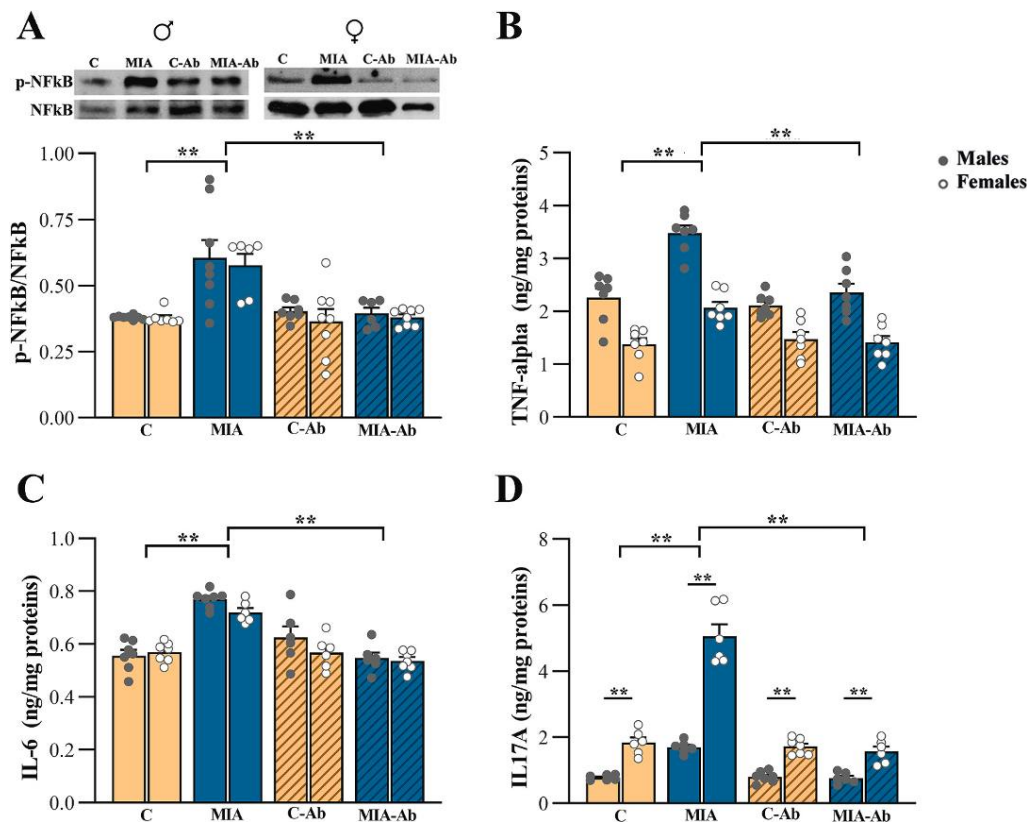 A
♂
♀
C MIA C-Ab MIA-Ab
C MIA C-Ab MIA-Ab
p-NFkB
NFkB
**
**
1.00
0.75
0.50
0.25
0.00
p-NFkB/NFkB
C MIA C-Ab MIA-Ab
B
**
**
5
4
3
2
1
0
TNF-alpha (ng/mg proteins)
C MIA C-Ab MIA-Ab
Males
Females
C
**
**
1.0
0.8
0.6
0.4
0.2
0.0
IL-6 (ng/mg proteins)
C MIA C-Ab MIA-Ab
D
**
**
**
**
**
**
8
6
4
2
0
IL17A (ng/mg proteins)
C MIA C-Ab MIA-Ab